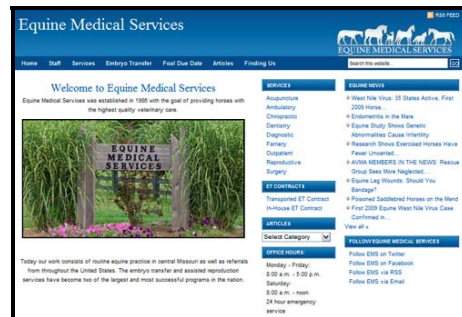 RSS FEED
Equine Medical Services
EQUINE MEDICAL SERVICES
Home Staff Services Embryo Transfer Foal Due Date Articles Finding Us
Search this website...
GO
Welcome to Equine Medical Services
Equine Medical Services was established in 1995 with the goal of providing horses with
the highest quality veterinary care.
EQUINE
MEDICAL
SERVICES
Today our work consists of routine equine practice in central Missouri as well as referrals
from throughout the United States. The embryo transfer and assisted reproduction
services have become two of the largest and most successful programs in the nation.
SERVICES
Acupuncture
Ambulatory
Chiropractic
Dentistry
Diagnostic
Farriery
Outpatient
Reproductive
Surgery
ET CONTRACTS
Transported ET Contract
In-House ET Contract
ARTICLES
Select Category
OFFICE HOURS:
Monday - Friday:
8:00 a.m. - 5:00 p.m.
Saturday:
8:00 a.m. - noon
24 hour emergency
service
EQUINE NEWS
West Nile Virus: 35 States Active, First
2009 Horse...
Endometritis in the Mare
Equine Study Shows Genetic
Abnormalities Cause Infertility
Research Shows Exercised Horses Have
Fewer Unwanted...
AVMA MEMBERS IN THE NEWS: Rescue
Group Sees More Neglected...
Equine Leg Wounds: Should You
Bandage?
Poisoned Saddlebred Horses on the Mend
First 2009 Equine West Nile Virus Case
Confirmed in...
View all »
FOLLOW EQUINE MEDICAL SERVICES
Follow EMS on Twitter
Follow EMS on Facebook
Follow EMS via RSS
Follow EMS via Email